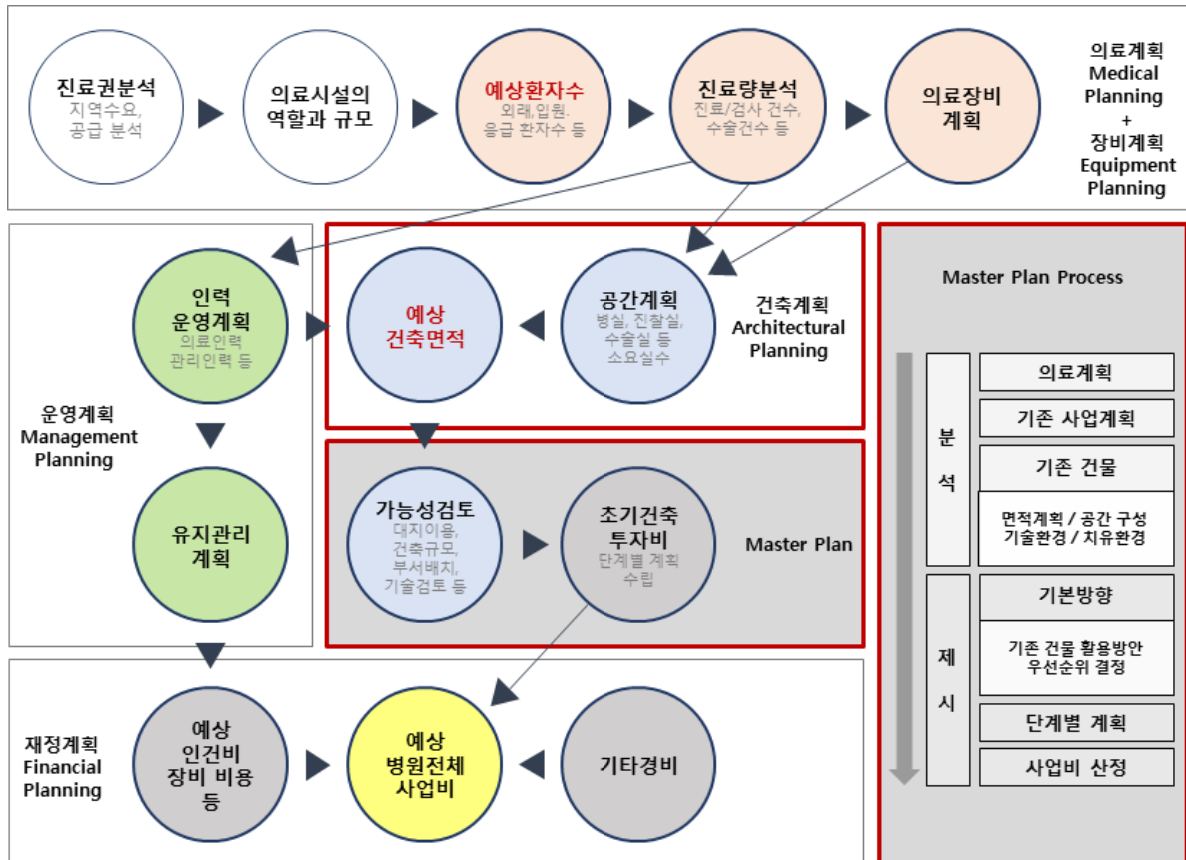 진료권분석
지역수요,
공급 분석
의료시설의
역할과 규모
예상환자수
외래,입원.
응급 환자수 등
진료량분석
진료/검사 건수,
수술건수 등
의료장비
계획
의료계획
Medical
Planning
+
장비계획
Equipment
Planning
인력
운영계획
의료인력
관리인력 등
운영계획
Management
Planning
유지관리
계획
예상
건축면적
공간계획
병실, 진찰실,
수술실 등
소요실수
건축계획
Architectural
Planning
가능성검토
대지이용,
건축규모,
부서배치,
기술검토 등
초기건축
투자비
단계별 계획
수립
Master Plan
재정계획
Financial
Planning
예상
인건비
장비 비용
등
예상
병원전체
사업비
기타경비
Master Plan Process
분
석
의료계획
기존 사업계획
기존 건물
면적계획 / 공간 구성
기술환경 / 치유환경
제
시
기본방향
기존 건물 활용방안
우선순위 결정
단계별 계획
사업비 산정